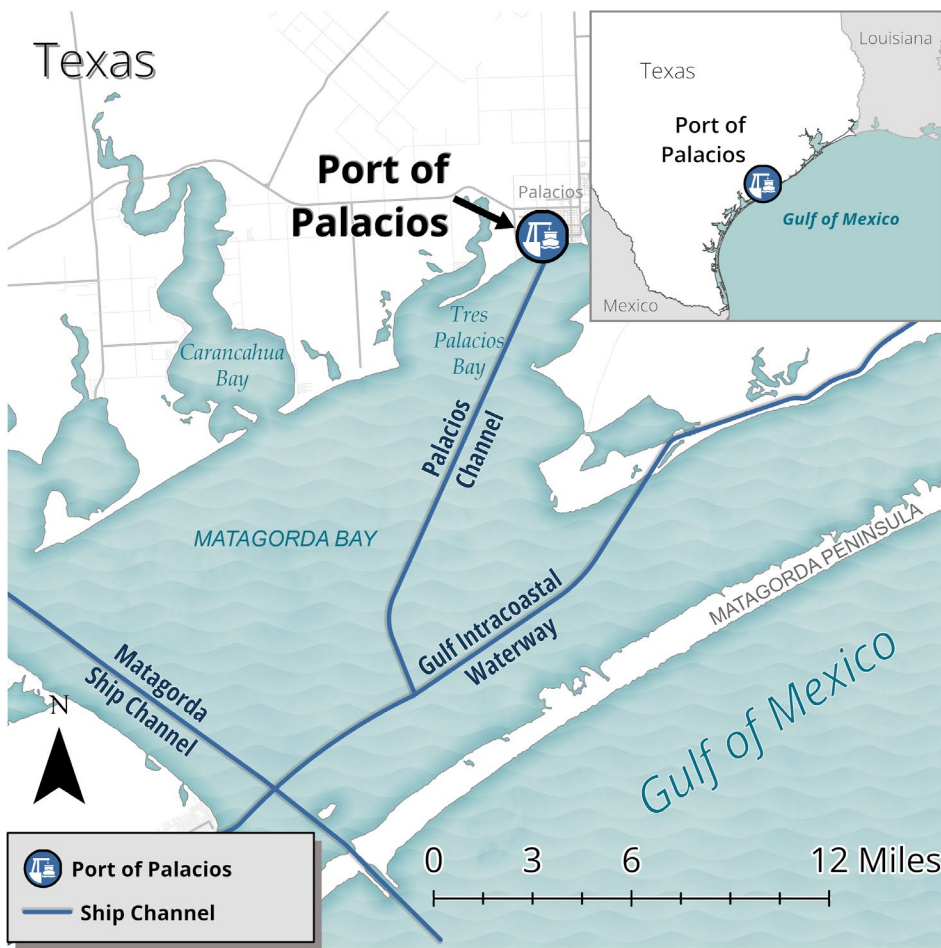 Texas
Louisiana
Texas
Port of
Palacios
Gulf of Mexico
Mexico
Port of
Palacios
Palacios
Tres
Palacios
Bay
Carancahua
Bay
Palacios
Channel
MATAGORDA BAY
MATAGORDA PENINSULA
Gulf Intracoastal
Waterway
Matagorda
Ship Channel
Gulf of Mexico
N
0 3 6 12 Miles
Port of Palacios
Ship Channel